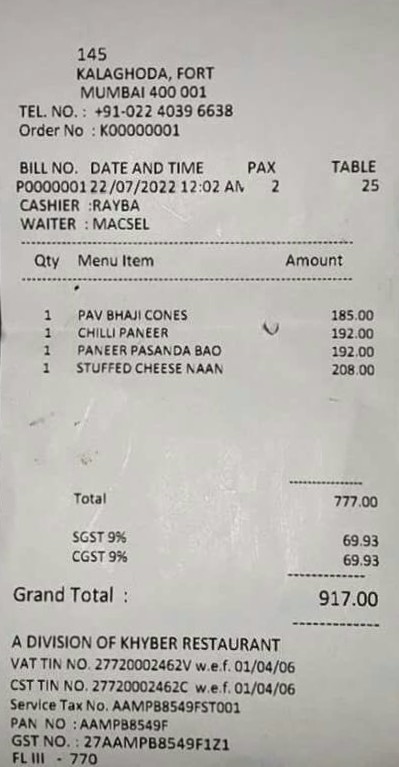 145
KALAGHODA, FORT
MUMBAI 400 001
TEL. NO. : +91-022 4039 6638
Order No : K00000001
BILL NO. DATE AND TIME PAX TABLE
P0000001 22/07/2022 12:02 AM 2 25
CASHIER :RAYBA
WAITER : MACSEL
Qty Menu Item Amount
1 PAV BHAJI CONES 185.00
1 CHILLI PANEER 192.00
1 PANEER PASANDA BAO 192.00
1 STUFFED CHEESE NAAN 208.00
Total 777.00
SGST 9% 69.93
CGST 9% 69.93
Grand Total : 917.00
A DIVISION OF KHYBER RESTAURANT
VAT TIN NO. 27720002462V w.e.f. 01/04/06
CST TIN NO. 27720002462C w.e.f. 01/04/06
Service Tax No. AAMPB8549FST001
PAN NO : AAMPB8549F
GST NO. : 27AAMPB8549F1Z1
FL III - 770